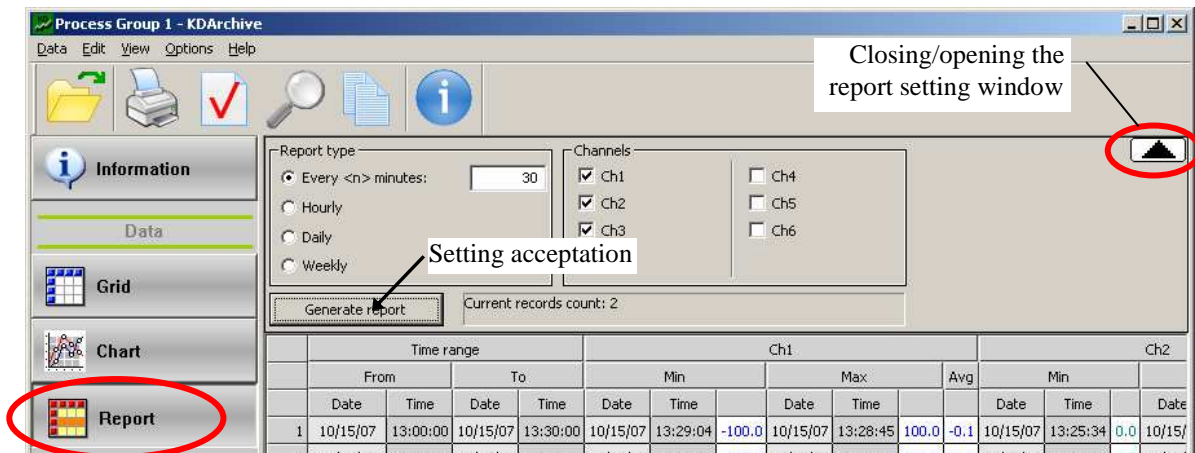 Process Group 1 - KDArchive
Data Edit View Options Help
Closing/opening the
report setting window
Information
Data
Grid
Chart
Report
Report type
Every <n> minutes: 30
Hourly
Daily
Weekly
Channels
Ch1 Ch4
Ch2 Ch5
Ch3 Ch6
Setting acceptation
Generate report Current records count: 2
Time range Ch1 Ch2
From To Min Max Avg Min
Date Time Date Time Date Time Date Time Date Time Date
1 10/15/07 13:00:00 10/15/07 13:30:00 10/15/07 13:29:04 -100.0 10/15/07 13:28:45 100.0 -0.1 10/15/07 13:25:34 0.0 10/15/